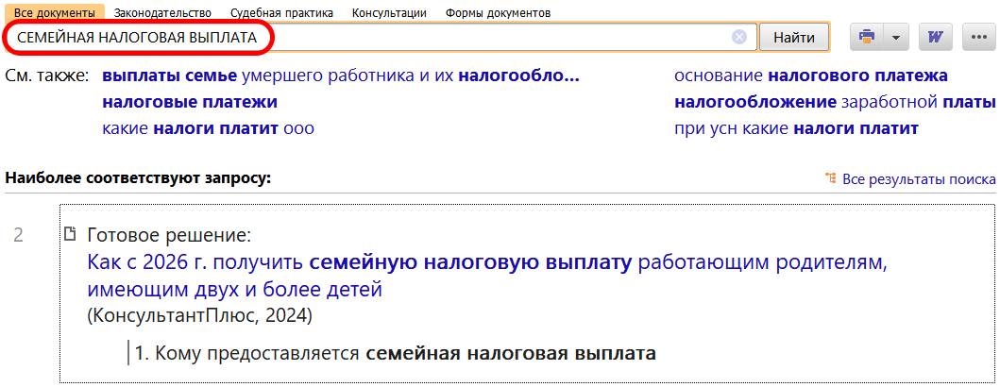 Все документы Законодательство Судебная практика Консультации Формы документов
СЕМЕЙНАЯ НАЛОГОВАЯ ВЫПЛАТА Найти W
См. также: выплаты семье умершего работника и их налогообло... основание налогового платежа
налоговые платежи налогообложение заработной платы
какие налоги платит ооо при усн какие налоги платит
Наиболее соответствуют запросу: Все результаты поиска
2 Готовое решение:
Как с 2026 г. получить семейную налоговую выплату работающим родителям,
имеющим двух и более детей
(КонсультантПлюс, 2024)
1. Кому предоставляется семейная налоговая выплата